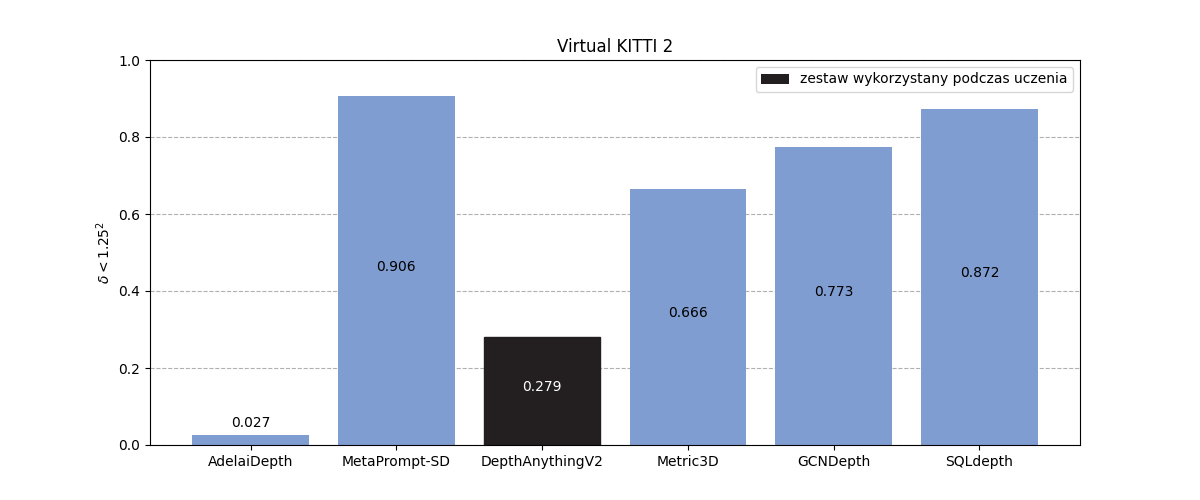 Virtual KITTI 2
zestaw wykorzystany podczas uczenia
δ < 1.25²
1.0
0.8
0.6
0.4
0.2
0.0
0.027
0.906
0.279
0.666
0.773
0.872
AdelaiDepth
MetaPrompt-SD
DepthAnythingV2
Metric3D
GCNDepth
SQLdepth